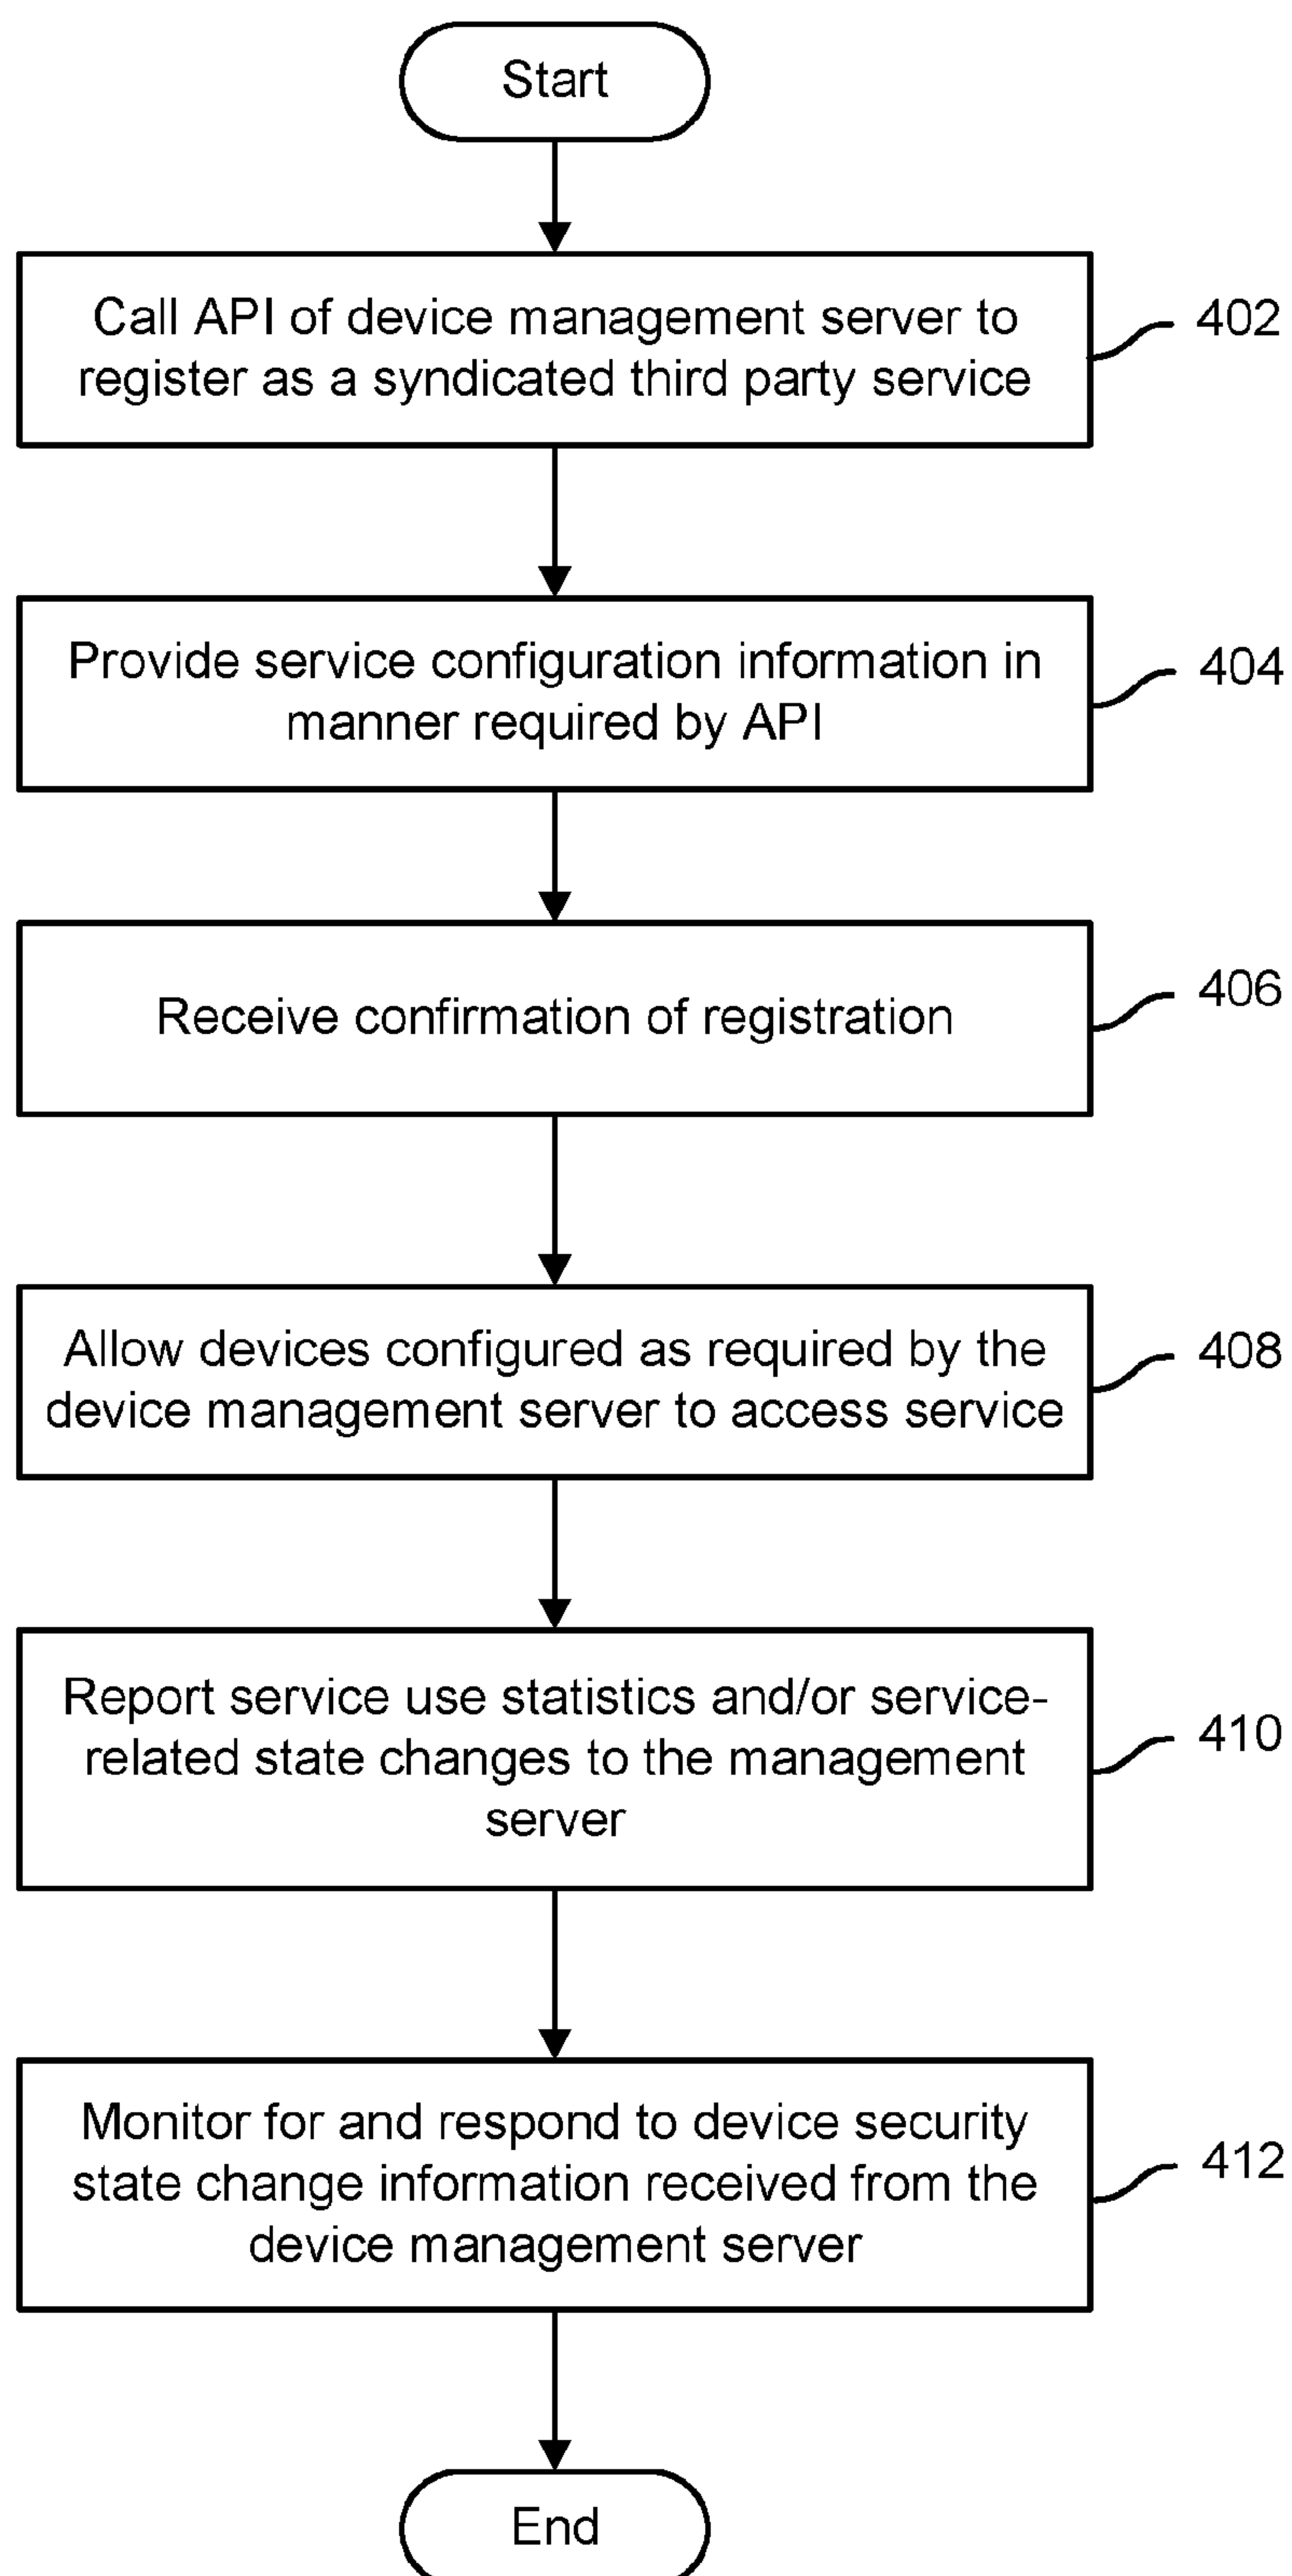 Start
Call API of device management server to
register as a syndicated third party service
402
Provide service configuration information in
manner required by API
404
Receive confirmation of registration
406
Allow devices configured as required by the
device management server to access service
408
Report service use statistics and/or service-
related state changes to the management
server
410
Monitor for and respond to device security
state change information received from the
device management server
412
End